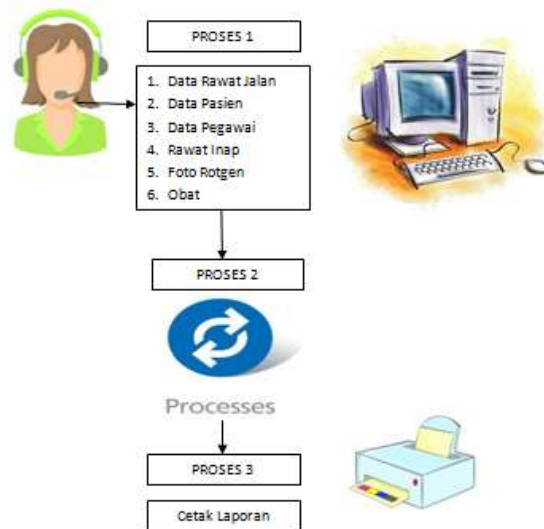 PROSES 1
1. Data Rawat Jalan
2. Data Pasien
3. Data Pegawai
4. Rawat Inap
5. Foto Rotgen
6. Obat
PROSES 2
Processes
PROSES 3
Cetak Laporan